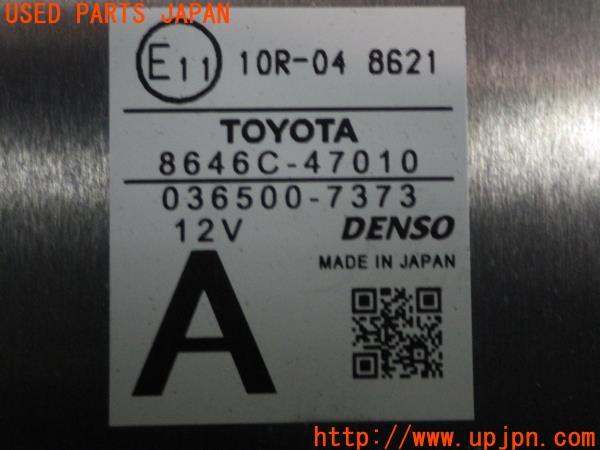 USED PARTS JAPAN
E11 10R-04 8621
TOYOTA
8646C-47010
036500-7373
12V DENSO
MADE IN JAPAN
A
UPJ
http://www.upjpn.com/